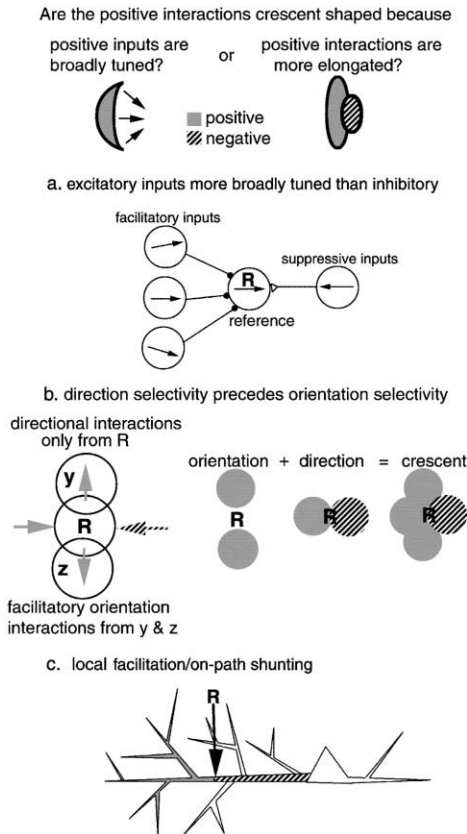 Are the positive interactions crescent shaped because
positive inputs are
broadly tuned?
or
positive interactions are
more elongated?
positive
negative
a. excitatory inputs more broadly tuned than inhibitory
facilitatory inputs
R
suppressive inputs
reference
b. direction selectivity precedes orientation selectivity
directional interactions
only from R
y
R
z
facilitatory orientation
interactions from y & z
orientation + direction = crescent
R
R
R
c. local facilitation/on-path shunting
R